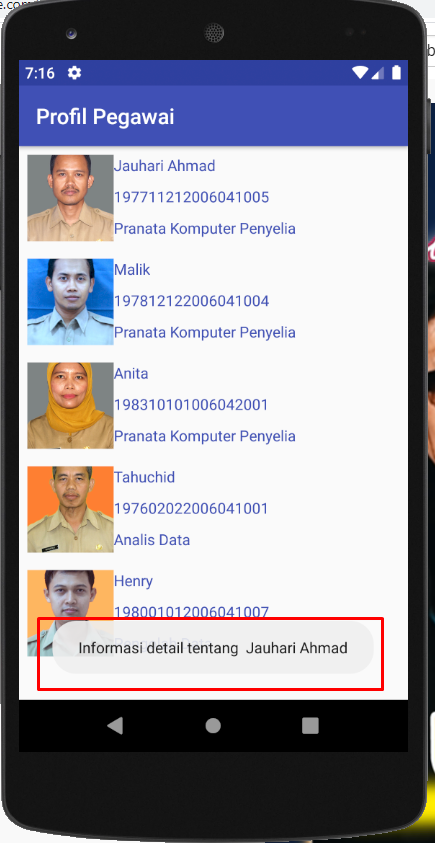 7:16
Profil Pegawai
Jauhari Ahmad
197711212006041005
Pranata Komputer Penyelia
Malik
197812122006041004
Pranata Komputer Penyelia
Anita
198310101006042001
Pranata Komputer Penyelia
Tahuchid
197602022006041001
Analis Data
Henry
198001012006041007
Informasi detail tentang Jauhari Ahmad